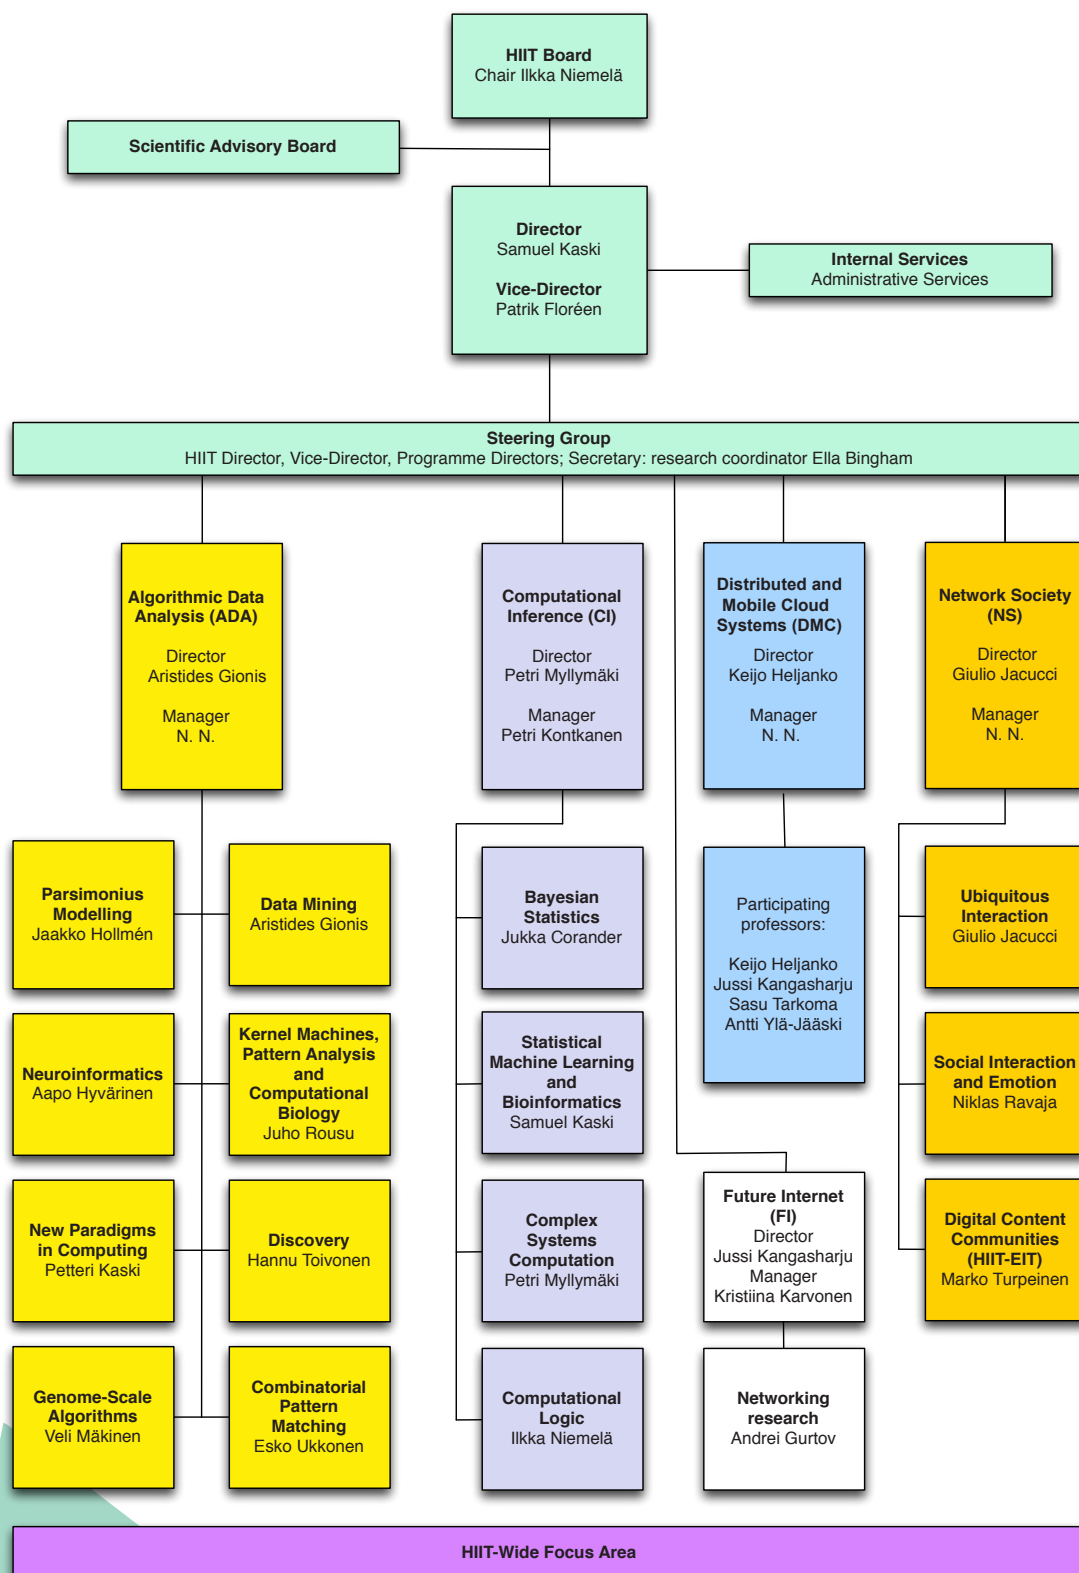 HIIT Board
Chair Ilkka Niemelä
Scientific Advisory Board
Director
Samuel Kaski
Vice-Director
Patrik Floréen
Internal Services
Administrative Services
Steering Group
HIIT Director, Vice-Director, Programme Directors; Secretary: research coordinator Ella Bingham
Algorithmic Data
Analysis (ADA)
Director
Aristides Gionis
Manager
N. N.
Computational
Inference (CI)
Director
Petri Myllymäki
Manager
Petri Kontkanen
Distributed and
Mobile Cloud
Systems (DMC)
Director
Keijo Heljanko
Manager
N. N.
Network Society
(NS)
Director
Giulio Jacucci
Manager
N. N.
Parsimonius
Modelling
Jaakko Hollmén
Data Mining
Aristides Gionis
Bayesian
Statistics
Jukka Corander
Participating
professors:
Keijo Heljanko
Jussi Kangasharju
Sasu Tarkoma
Antti Ylä-Jääski
Ubiquitous
Interaction
Giulio Jacucci
Neuroinformatics
Aapo Hyvärinen
Kernel Machines,
Pattern Analysis
and
Computational
Biology
Juho Rousu
Statistical
Machine Learning
and
Bioinformatics
Samuel Kaski
Social Interaction
and Emotion
Niklas Ravaja
New Paradigms
in Computing
Petteri Kaski
Discovery
Hannu Toivonen
Complex
Systems
Computation
Petri Myllymäki
Future Internet
(FI)
Director
Jussi Kangasharju
Manager
Kristiina Karvonen
Digital Content
Communities
(HIIT-EIT)
Marko Turpeinen
Genome-Scale
Algorithms
Veli Mäkinen
Combinatorial
Pattern
Matching
Esko Ukkonen
Computational
Logic
Ilkka Niemelä
Networking
research
Andrei Gurtov
HIIT-Wide Focus Area